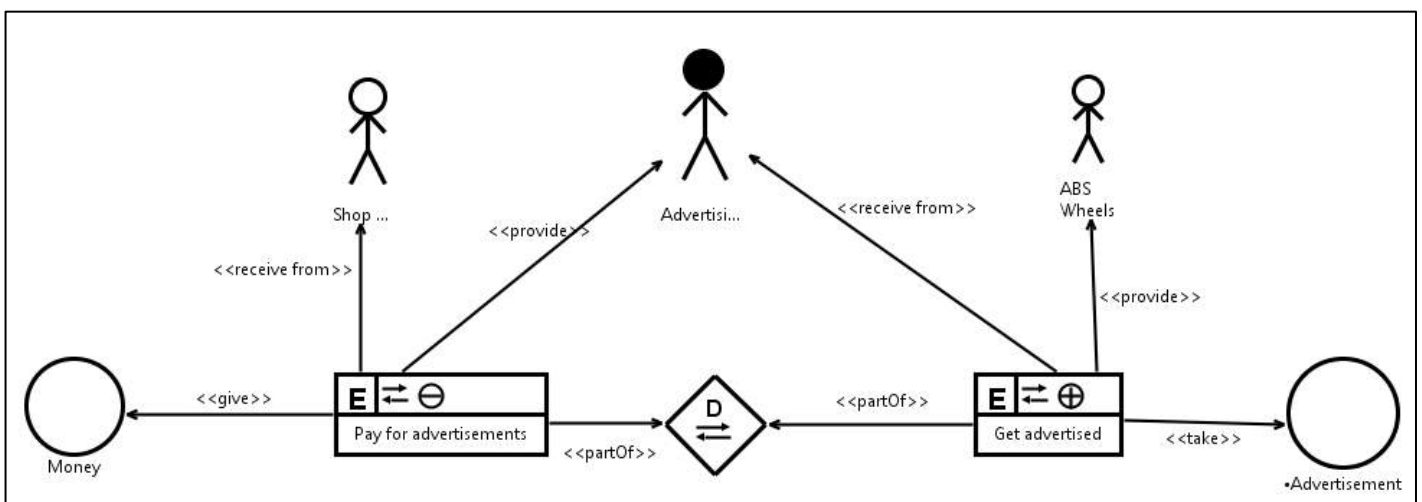 ABS
Wheels
Shop ...
Advertisi...
<<receive from>>
<<provide>>
<<receive from>>
<<provide>>
E
Pay for advertisements
<<give>>
Money
<<partOf>>
D
<<partOf>>
E
Get advertised
<<take>>
•Advertisement